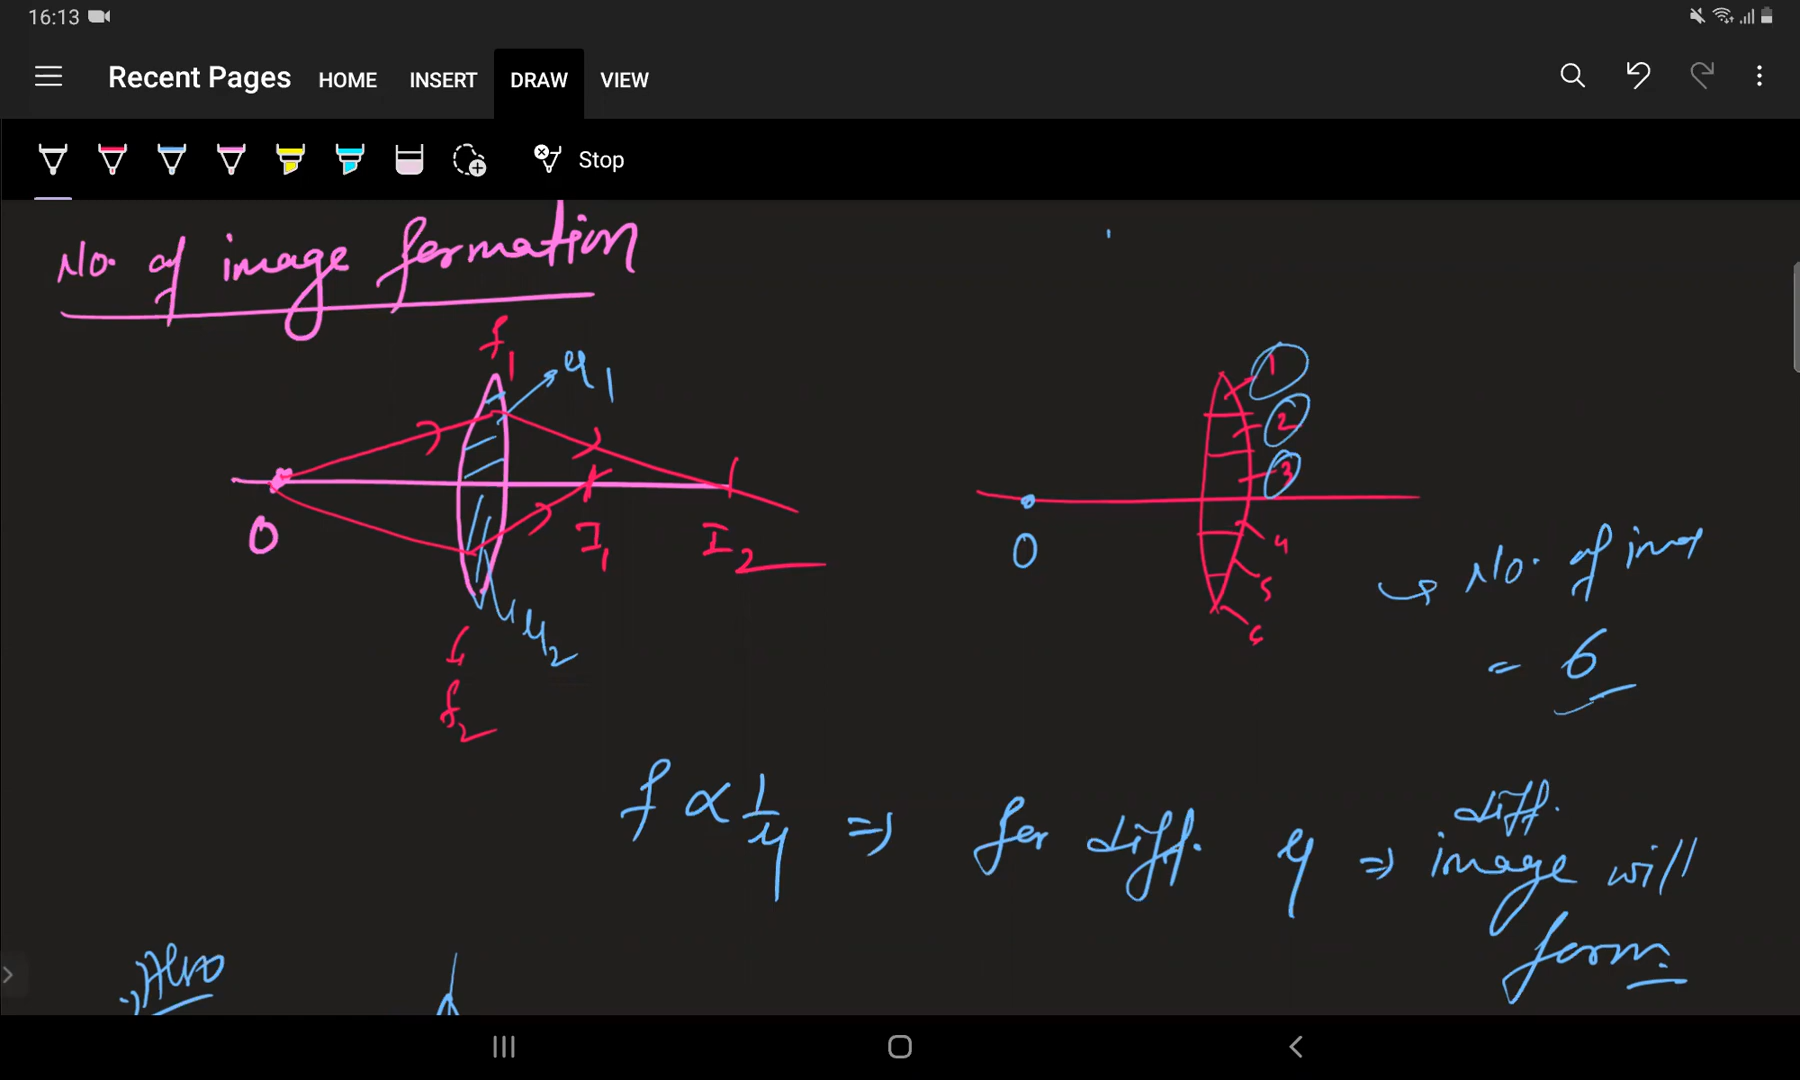 16:13
Recent Pages HOME INSERT DRAW VIEW
Stop
No. of image formation
f1
μ1
1
2
3
O
I1
I2
O
4
5
6
μ2
f2
No. of imag
= 6
f ∝ 1/μ ⇒ for diff. μ ⇒ diff. image will form.
Also